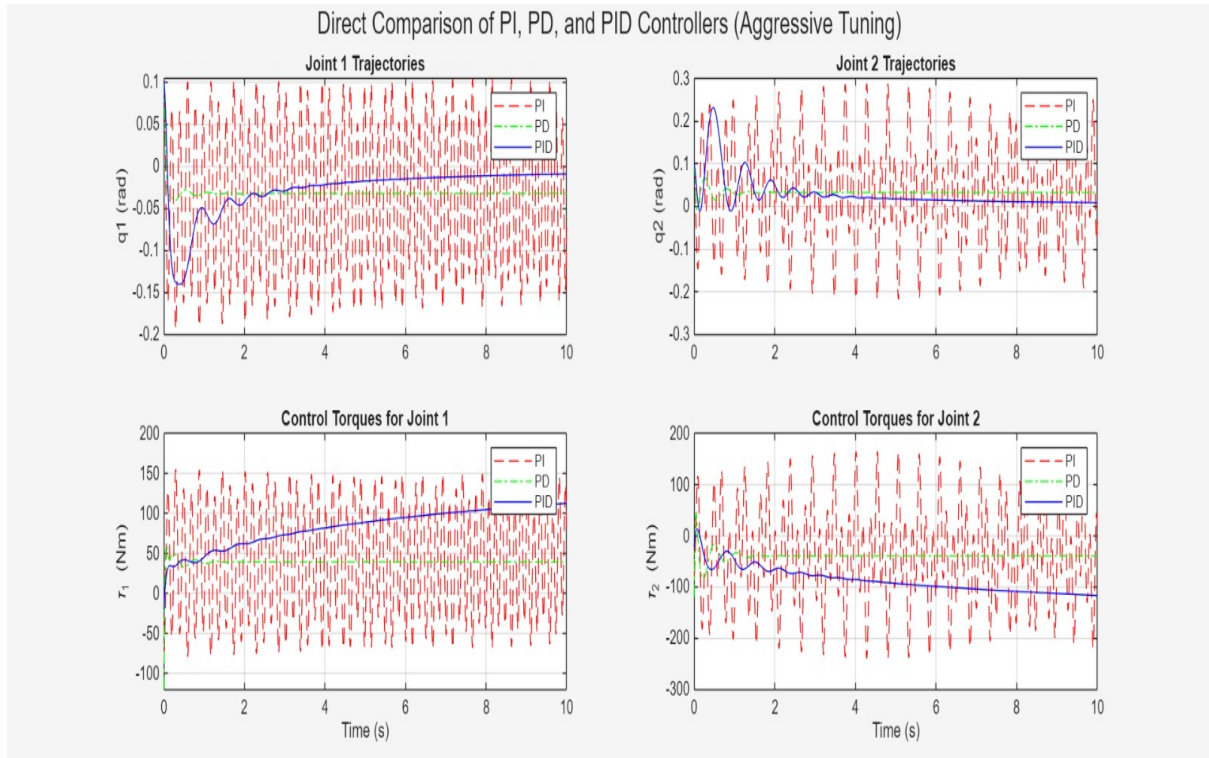 Direct Comparison of PI, PD, and PID Controllers (Aggressive Tuning)
Joint 1 Trajectories
0.1
0.05
0
-0.05
-0.1
-0.15
-0.2
q1 (rad)
PI
PD
PID
0 2 4 6 8 10
Joint 2 Trajectories
0.3
0.2
0.1
0
-0.1
-0.2
-0.3
q2 (rad)
PI
PD
PID
0 2 4 6 8 10
Control Torques for Joint 1
200
150
100
50
0
-50
-100
τ₁ (Nm)
PI
PD
PID
0 2 4 6 8 10
Time (s)
Control Torques for Joint 2
200
100
0
-100
-200
-300
τ₂ (Nm)
PI
PD
PID
0 2 4 6 8 10
Time (s)